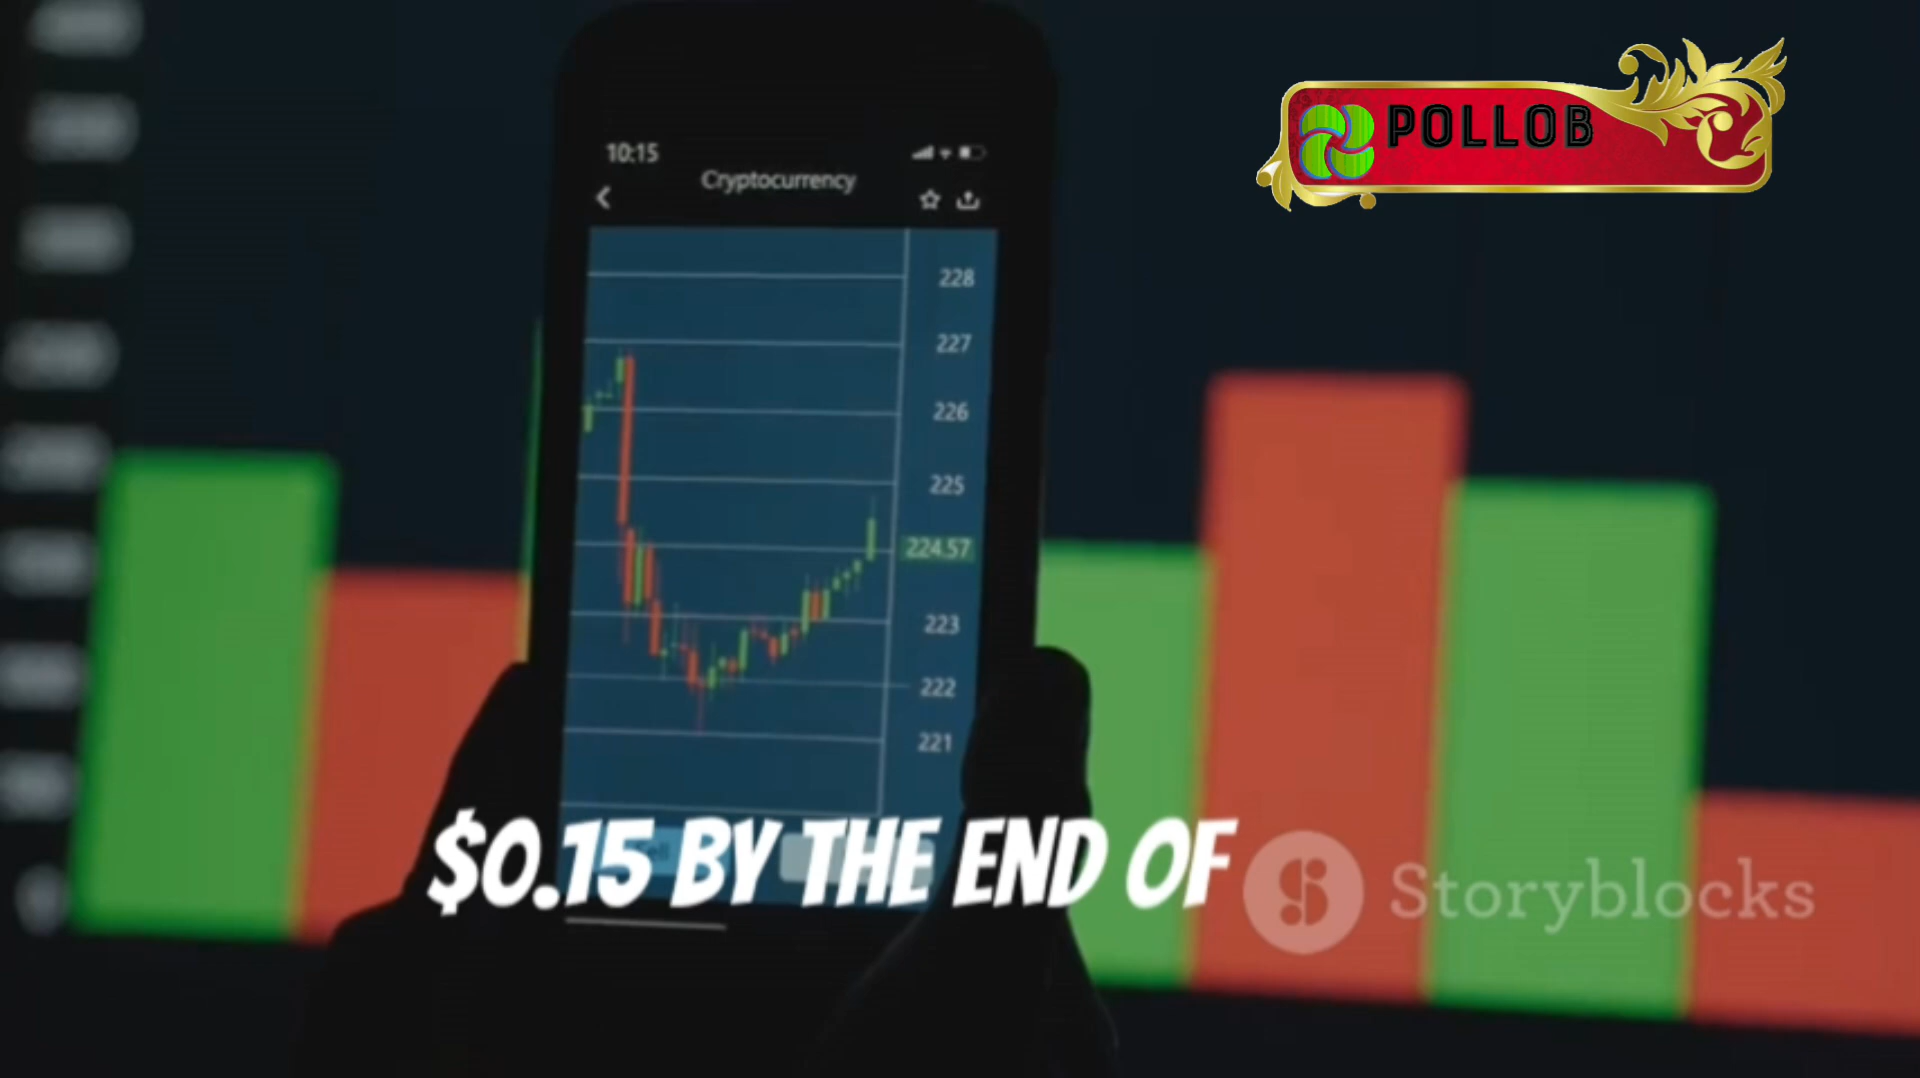 POLLOB
10:15
Cryptocurrency
228
227
226
225
224.57
223
222
221
$0.15 BY THE END OF
Storyblocks